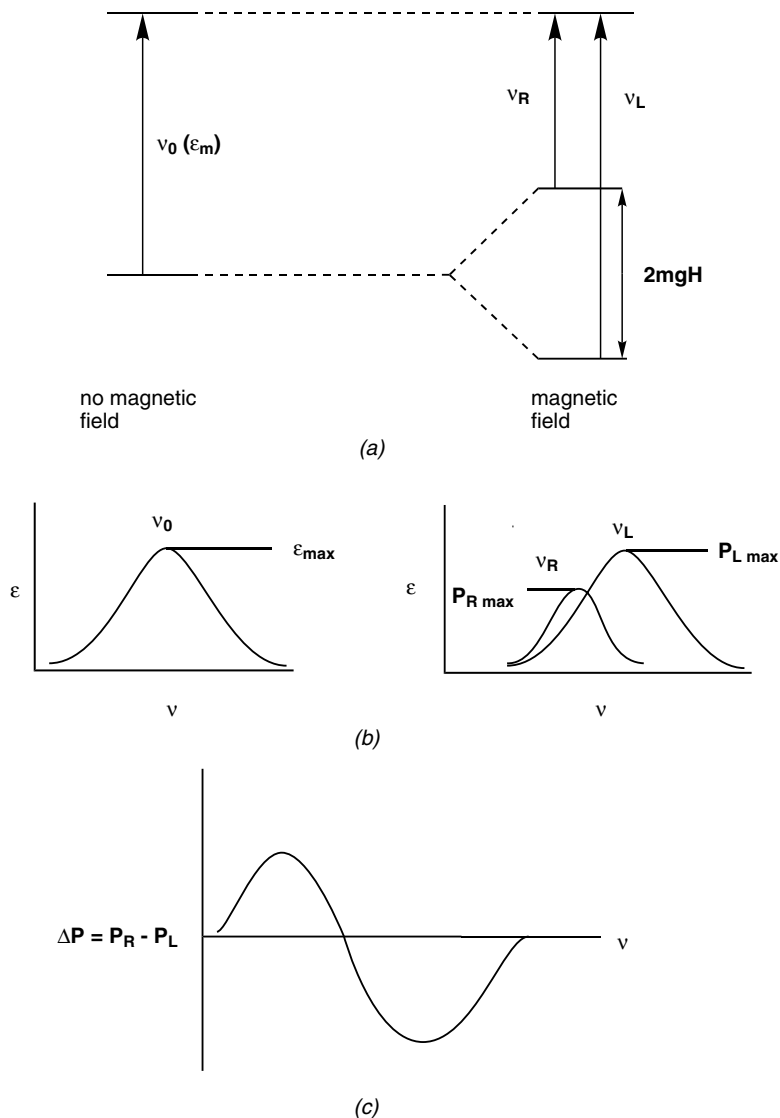 νR
νL
ν0 (εm)
2mgH
no magnetic
field
magnetic
field
(a)
ν0
εmax
ε
ν
νL
νR
PL max
PR max
ε
ν
(b)
ΔP = PR - PL
ν
(c)